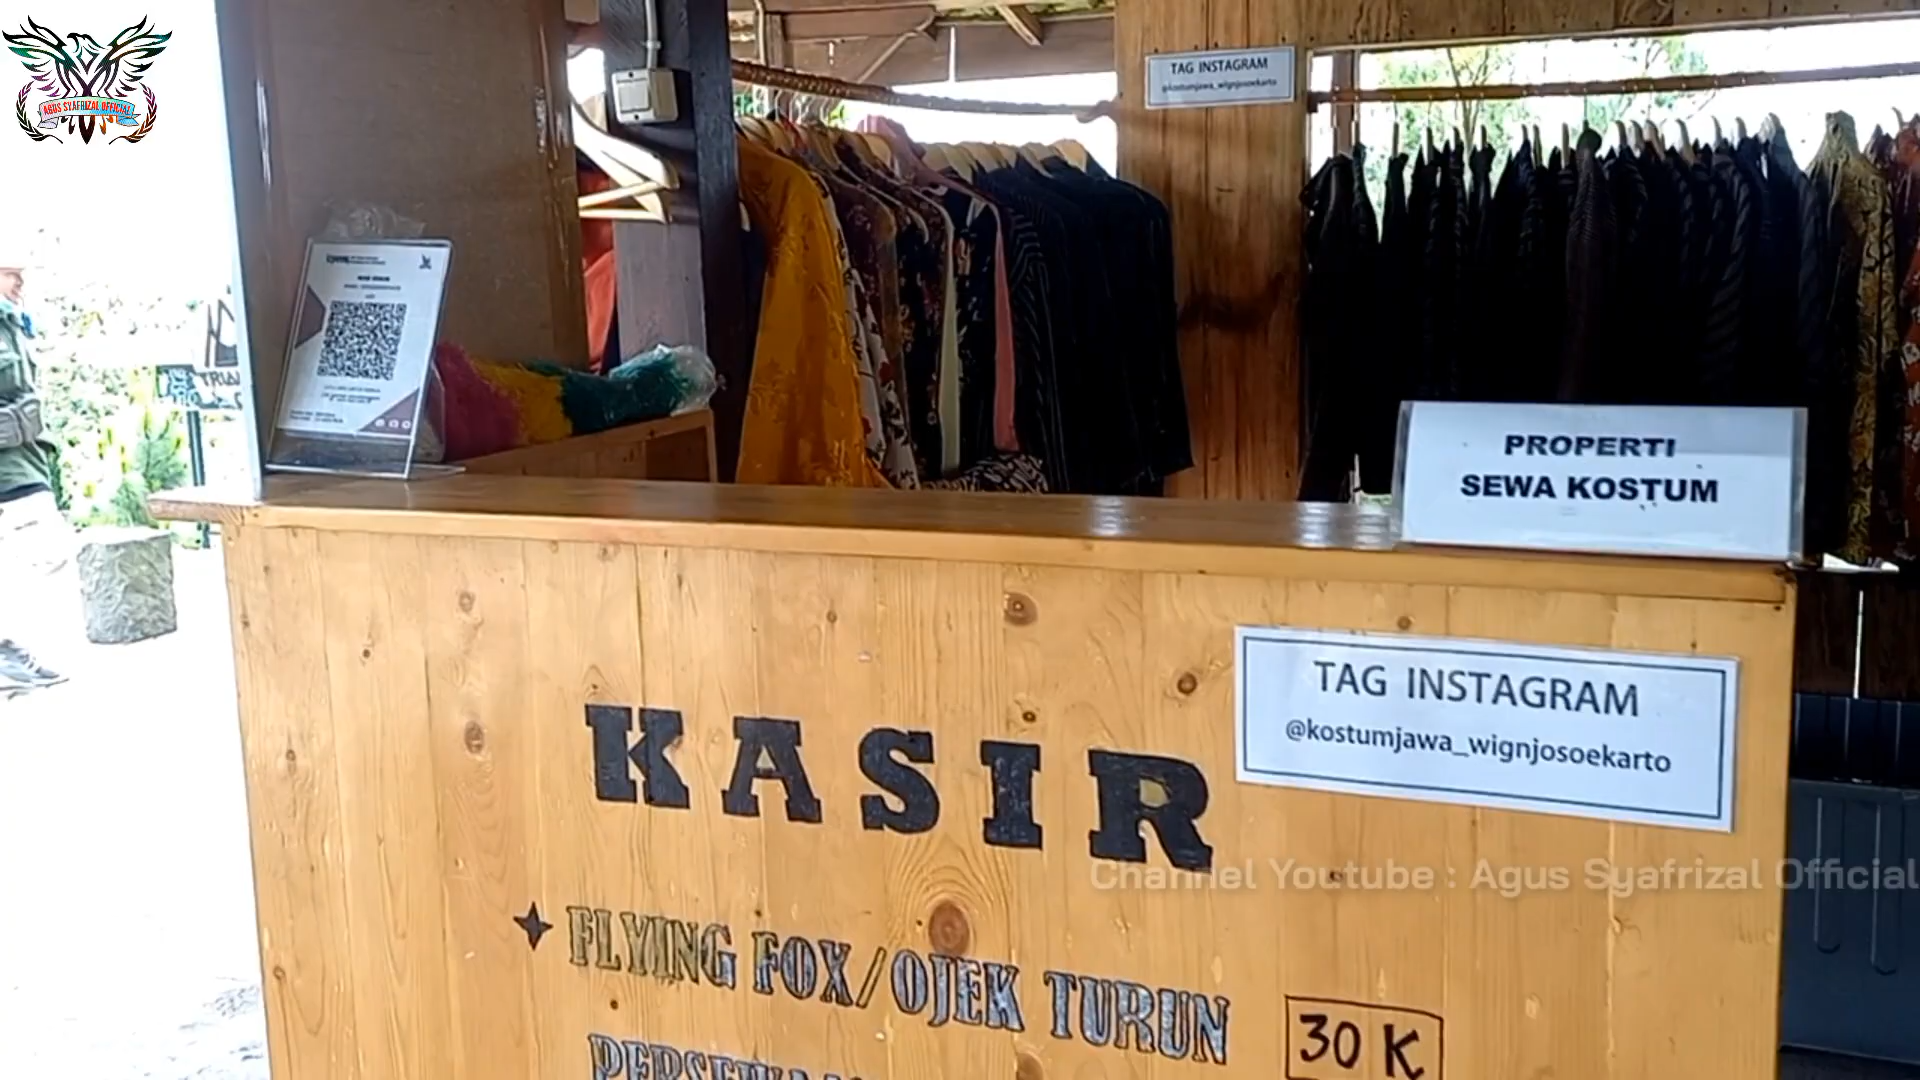 AGUS SYAFRIZAL OFFICIAL
TAG INSTAGRAM
@kostumjawa_wignjosoekarto
PROPERTI
SEWA KOSTUM
TAG INSTAGRAM
@kostumjawa_wignjosoekarto
KASIR
Channel Youtube : Agus Syafrizal Official
FLYING FOX/OJEK TURUN
30 K